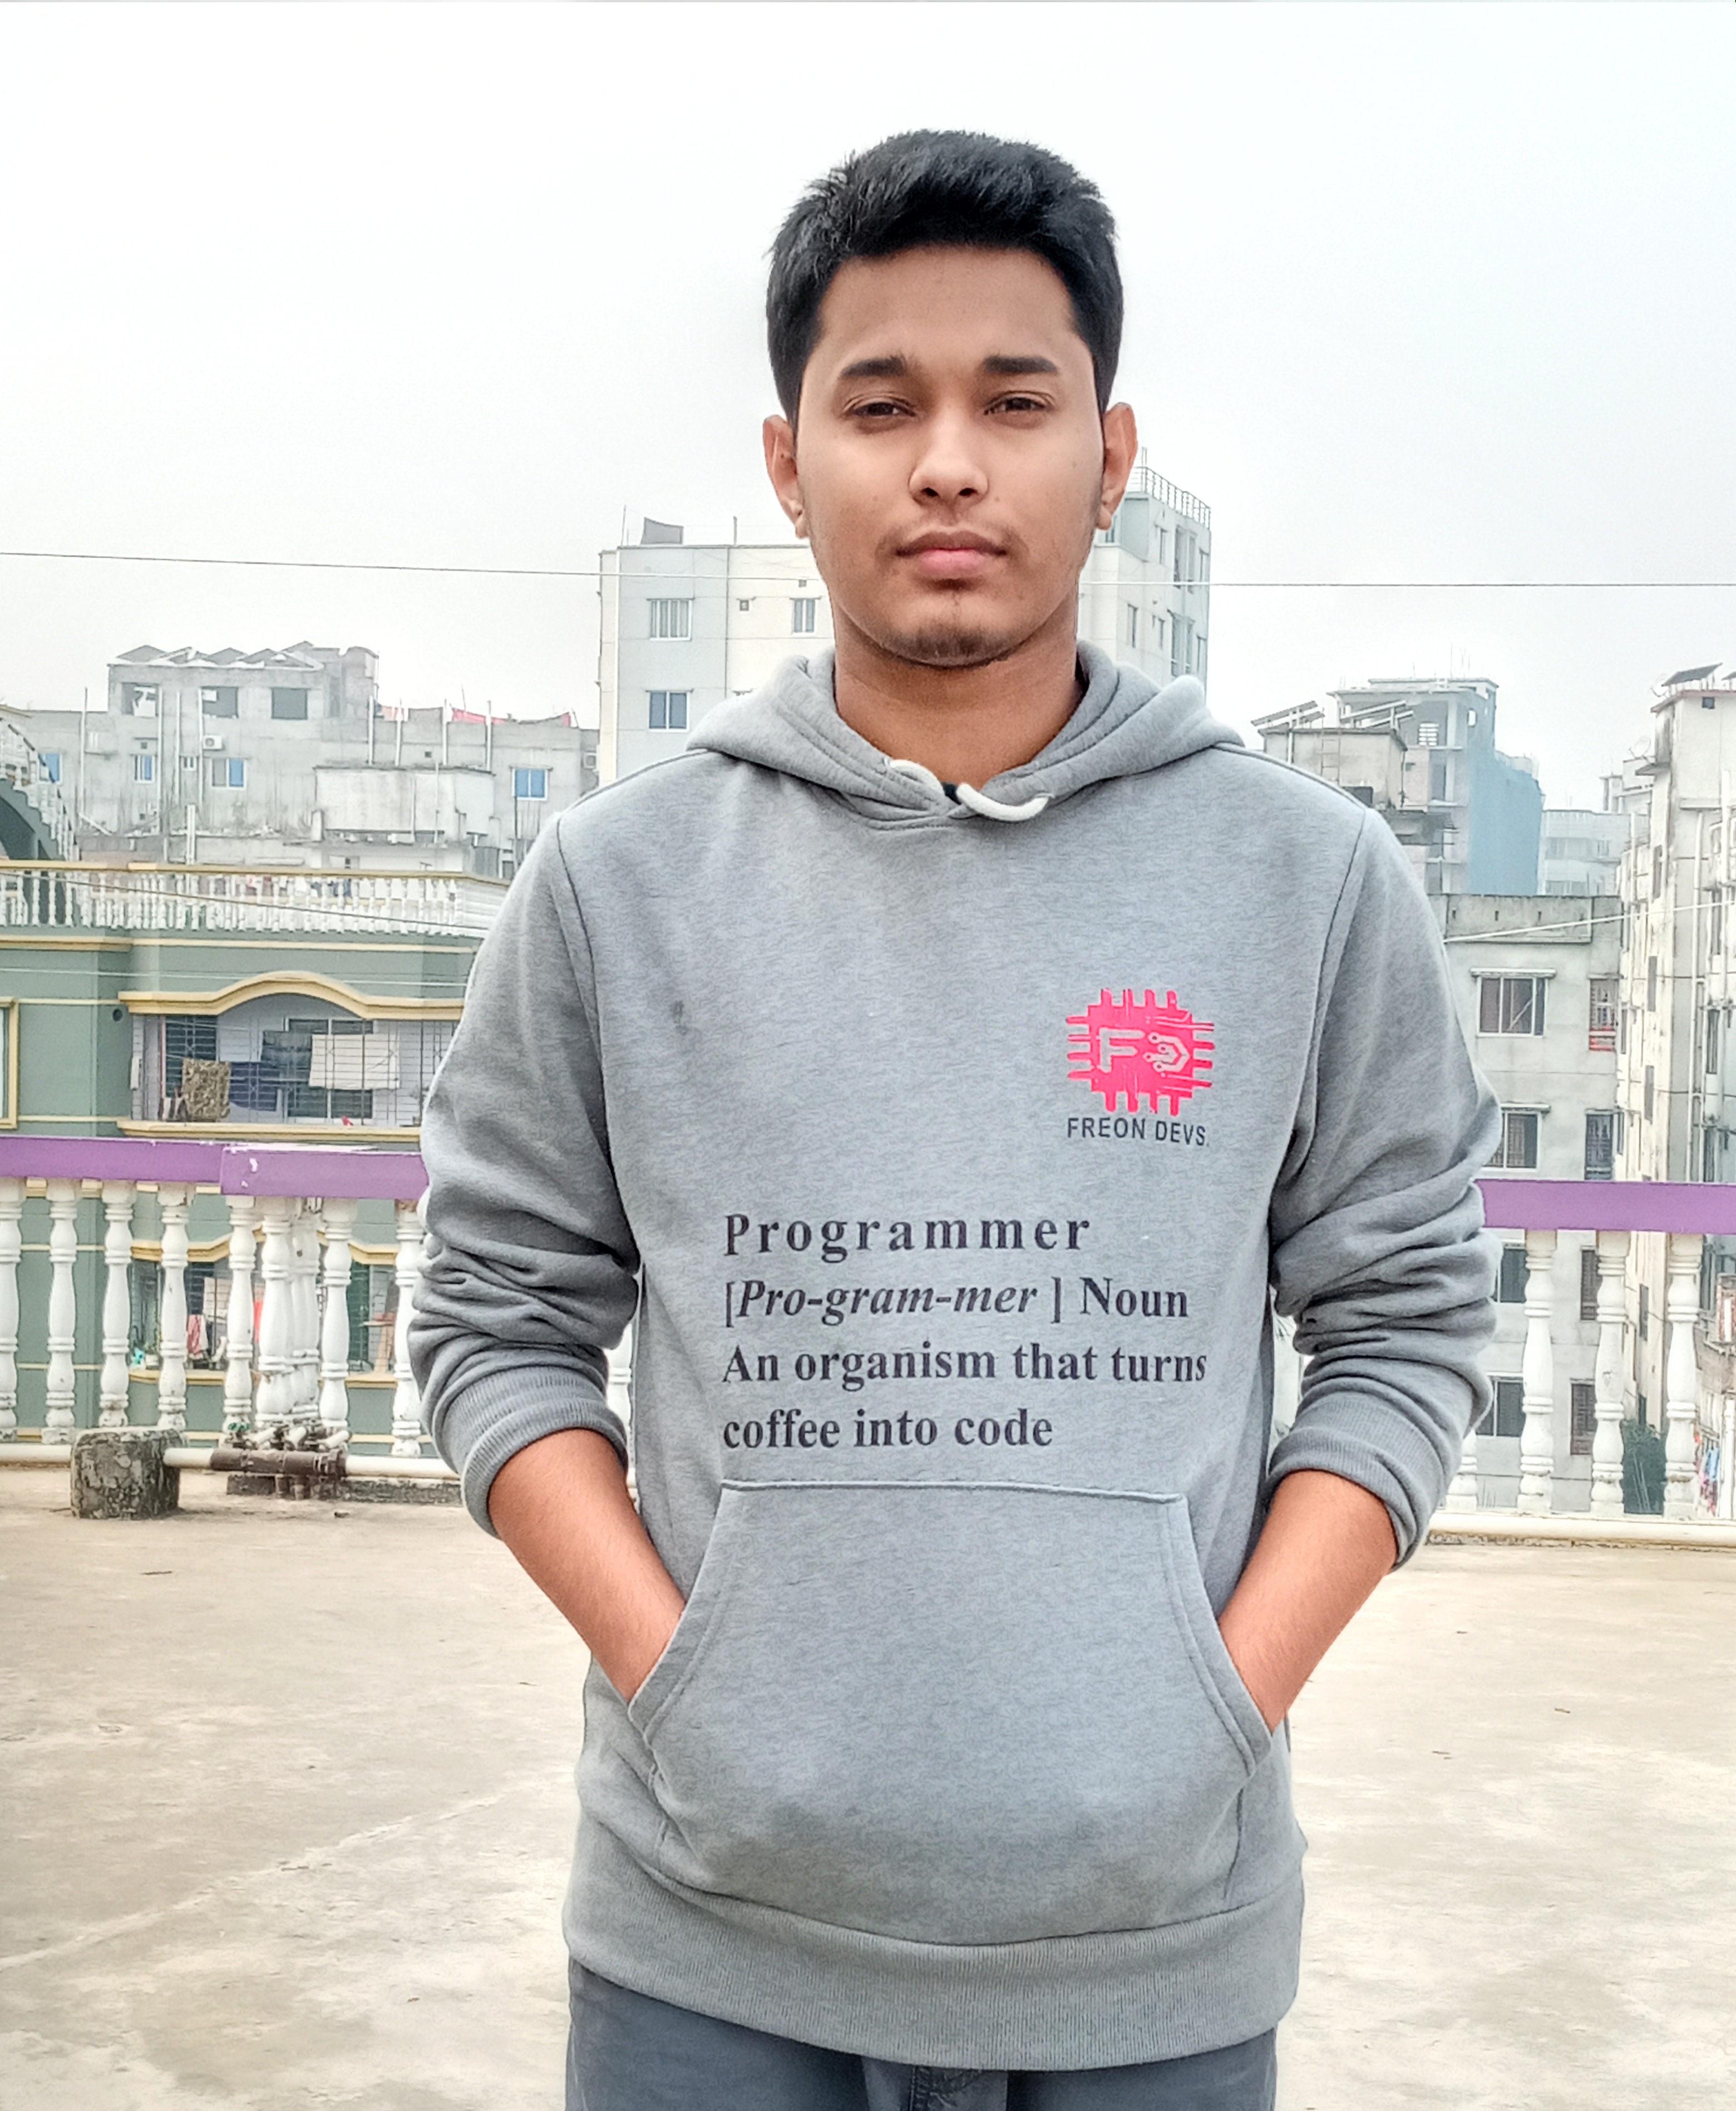 F
FREON DEVS.
Programmer
[Pro-gram-mer ] Noun
An organism that turns
coffee into code